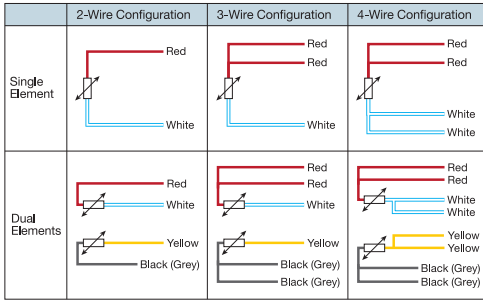 2-Wire Configuration
3-Wire Configuration
4-Wire Configuration
Single
Element
Red
White
Red
Red
White
Red
Red
White
White
Dual
Elements
Red
White
Yellow
Black (Grey)
Red
Red
White
Yellow
Black (Grey)
Black (Grey)
Red
Red
White
White
Yellow
Yellow
Black (Grey)
Black (Grey)